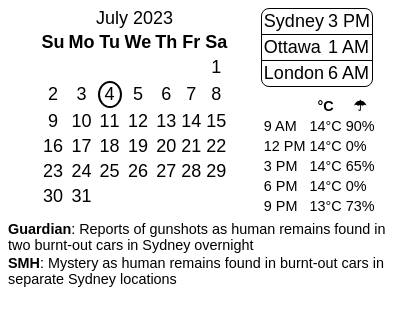 July 2023
Su Mo Tu We Th Fr Sa
1
2 3 4 5 6 7 8
9 10 11 12 13 14 15
16 17 18 19 20 21 22
23 24 25 26 27 28 29
30 31
Sydney 3 PM
Ottawa 1 AM
London 6 AM
°C ☂
9 AM 14°C 90%
12 PM 14°C 0%
3 PM 14°C 65%
6 PM 14°C 0%
9 PM 13°C 73%
Guardian: Reports of gunshots as human remains found in
two burnt-out cars in Sydney overnight
SMH: Mystery as human remains found in burnt-out cars in
separate Sydney locations